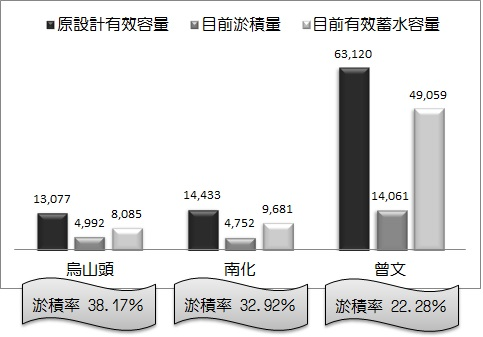 原設計有效容量 目前淤積量 目前有效蓄水容量
63,120
49,059
13,077 4,992 8,085 14,433 4,752 9,681 14,061
烏山頭 南化 曾文
淤積率 38.17% 淤積率 32.92% 淤積率 22.28%